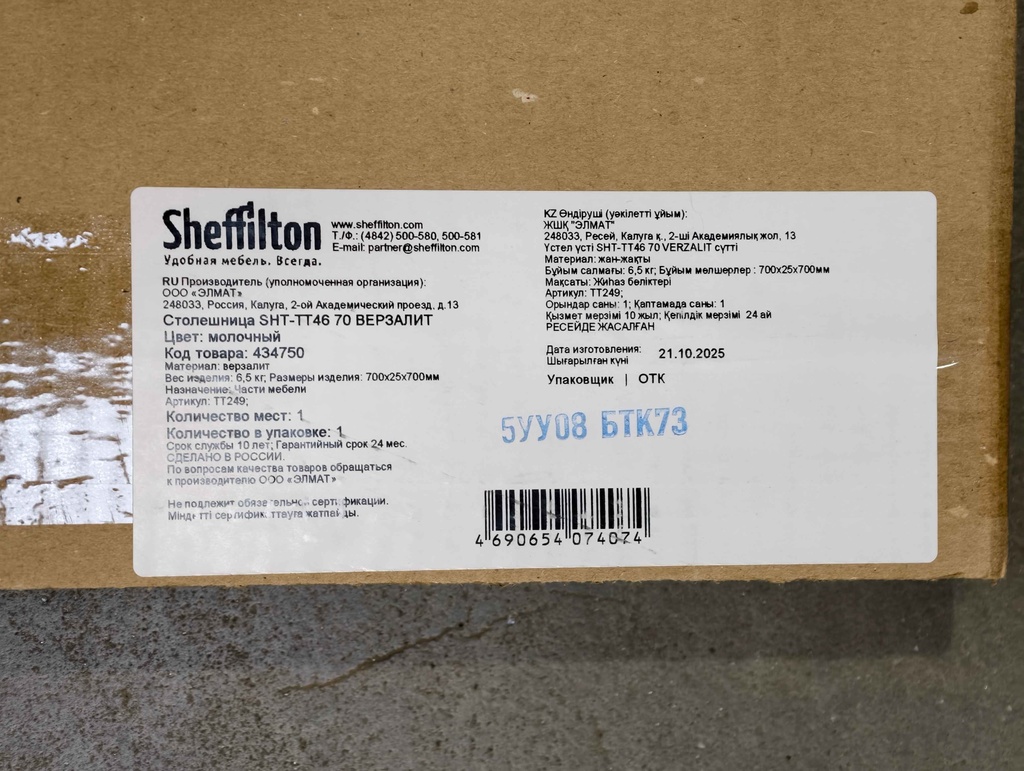 Sheffilton
Удобная мебель. Всегда.
www.sheffilton.com
Т./Ф.: (4842) 500-580, 500-581
E-mail: partner@sheffilton.com
RU Производитель (уполномоченная организация):
ООО «ЭЛМАТ»
248033, Россия, Калуга, 2-ой Академический проезд, д.13
Столешница SHT-TT46 70 ВЕРЗАЛИТ
Цвет: молочный
Код товара: 434750
Материал: верзалит
Вес изделия: 6,5 кг; Размеры изделия: 700х25х700мм
Назначение: Части мебели
Артикул: ТТ249;
Количество мест: 1
Количество в упаковке: 1
Срок службы 10 лет; Гарантийный срок 24 мес.
СДЕЛАНО В РОССИИ.
По вопросам качества товаров обращаться
к производителю ООО «ЭЛМАТ»
Не подлежит обязательной сертификации.
Міндетті сертификаттауға жатпайды.
KZ Өндіруші (уәкілетті ұйым):
ЖШҚ "ЭЛМАТ"
248033, Ресей, Калуга қ., 2-ші Академиялық жол, 13
Үстел үсті SHT-TT46 70 VERZALIT сүтті
Материал: жан-жақты
Бұйым салмағы: 6,5 кг; Бұйым мөлшерлер : 700х25х700мм
Мақсаты: Жиһаз бөліктері
Артикул: ТТ249;
Орындар саны: 1; Қаптамада саны: 1
Қызмет мерзімі 10 жыл; Кепілдік мерзімі 24 ай
РЕСЕЙДЕ ЖАСАЛҒАН
Дата изготовления: 21.10.2025
Шығарылған күні
Упаковщик | ОТК
5УУ08 БТК73
4 690654 074074